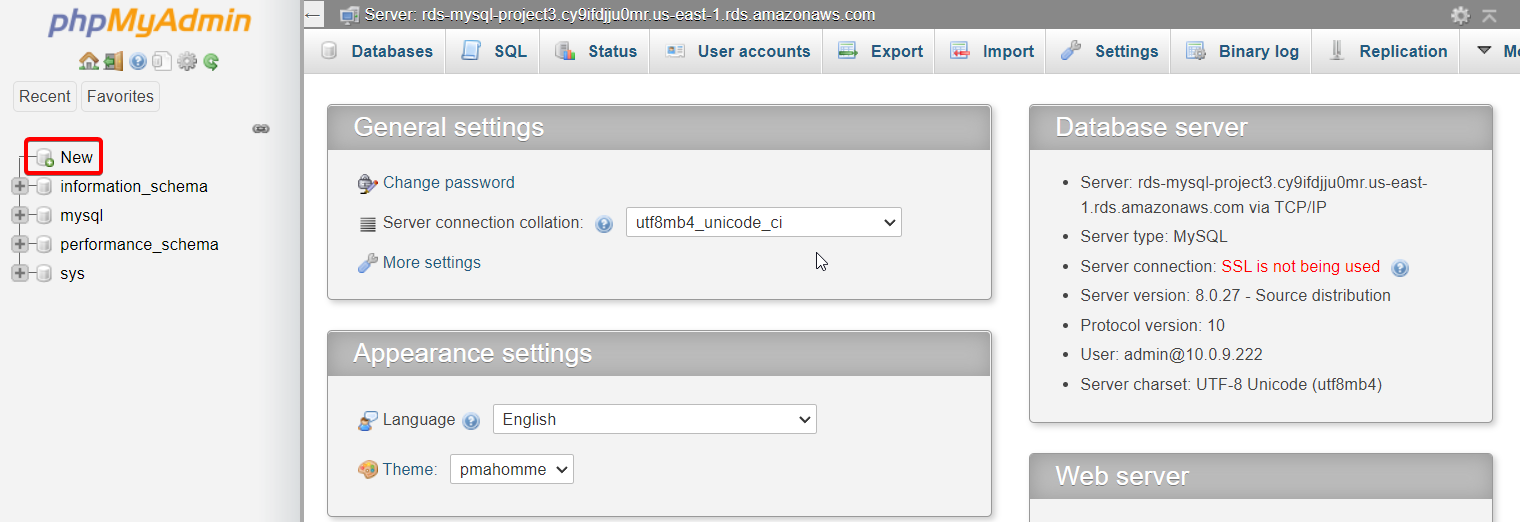 phpMyAdmin
Recent Favorites
New
information_schema
mysql
performance_schema
sys
Server: rds-mysql-project3.cy9ifdjju0mr.us-east-1.rds.amazonaws.com
Databases SQL Status User accounts Export Import Settings Binary log Replication
General settings
Change password
Server connection collation: utf8mb4_unicode_ci
More settings
Appearance settings
Language English
Theme: pmahomme
Database server
Server: rds-mysql-project3.cy9ifdjju0mr.us-east-
1.rds.amazonaws.com via TCP/IP
Server type: MySQL
Server connection: SSL is not being used
Server version: 8.0.27 - Source distribution
Protocol version: 10
User: admin@10.0.9.222
Server charset: UTF-8 Unicode (utf8mb4)
Web server